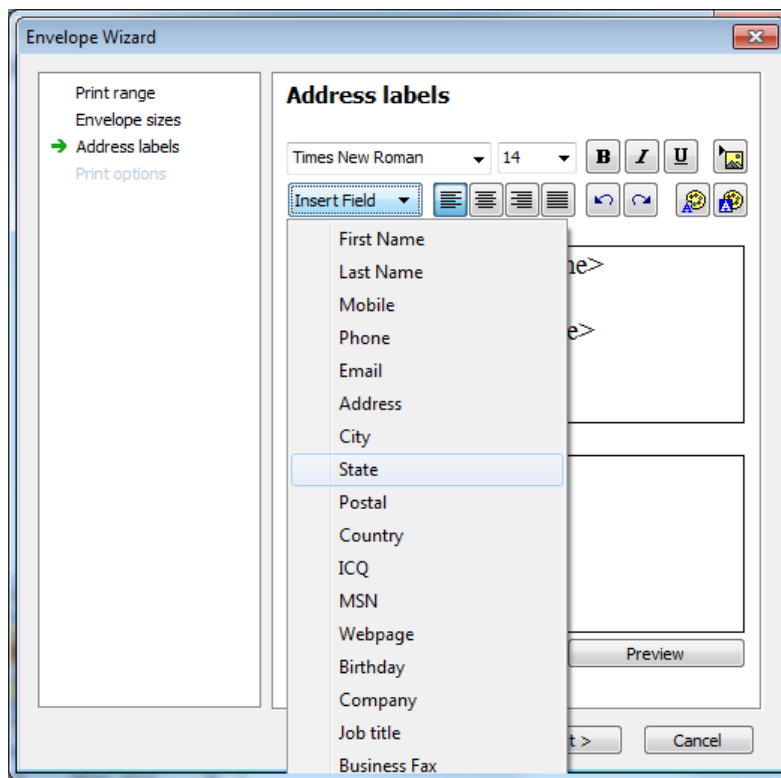 Envelope Wizard
Print range
Envelope sizes
Address labels
Print options
Address labels
Times New Roman 14 B I U
Insert Field
First Name
Last Name
Mobile
Phone
Email
Address
City
State
Postal
Country
ICQ
MSN
Webpage
Birthday
Company
Job title
Business Fax
e>
Preview
t > Cancel